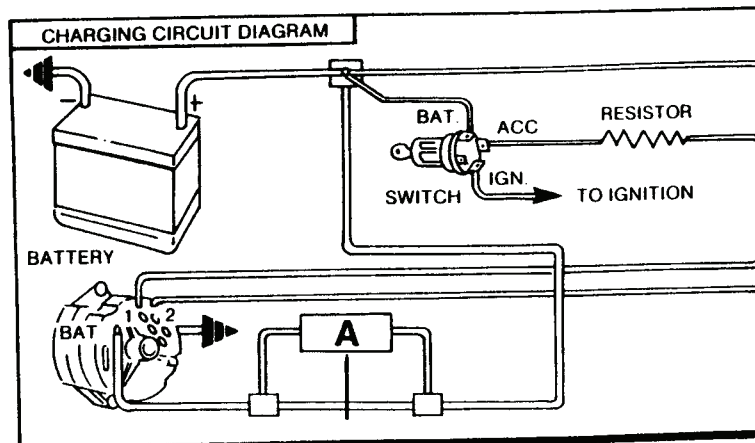 CHARGING CIRCUIT DIAGRAM
- +
BAT.
ACC
RESISTOR
IGN.
SWITCH
TO IGNITION
BATTERY
BAT 1 2
A